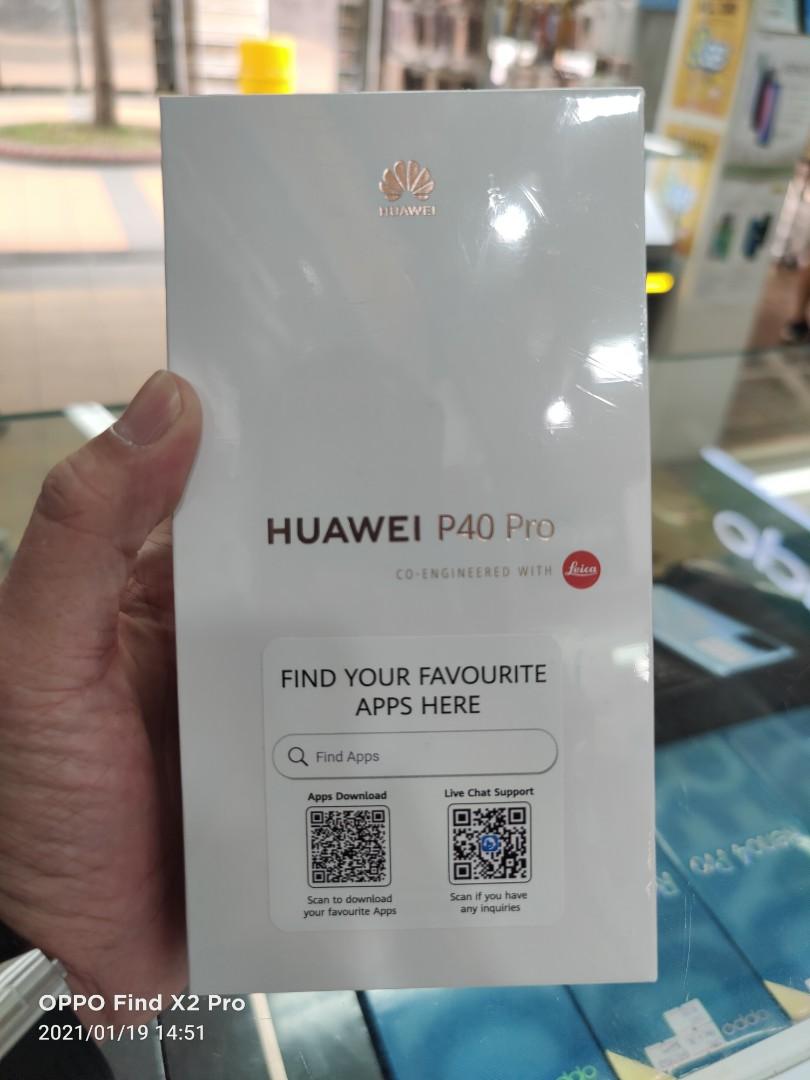 HUAWEI
HUAWEI P40 Pro
CO-ENGINEERED WITH Leica
FIND YOUR FAVOURITE
APPS HERE
Find Apps
Apps Download
Live Chat Support
Scan to download
your favourite Apps
Scan if you have
any inquiries
oppo
oppo
OPPO Find X2 Pro
2021/01/19 14:51